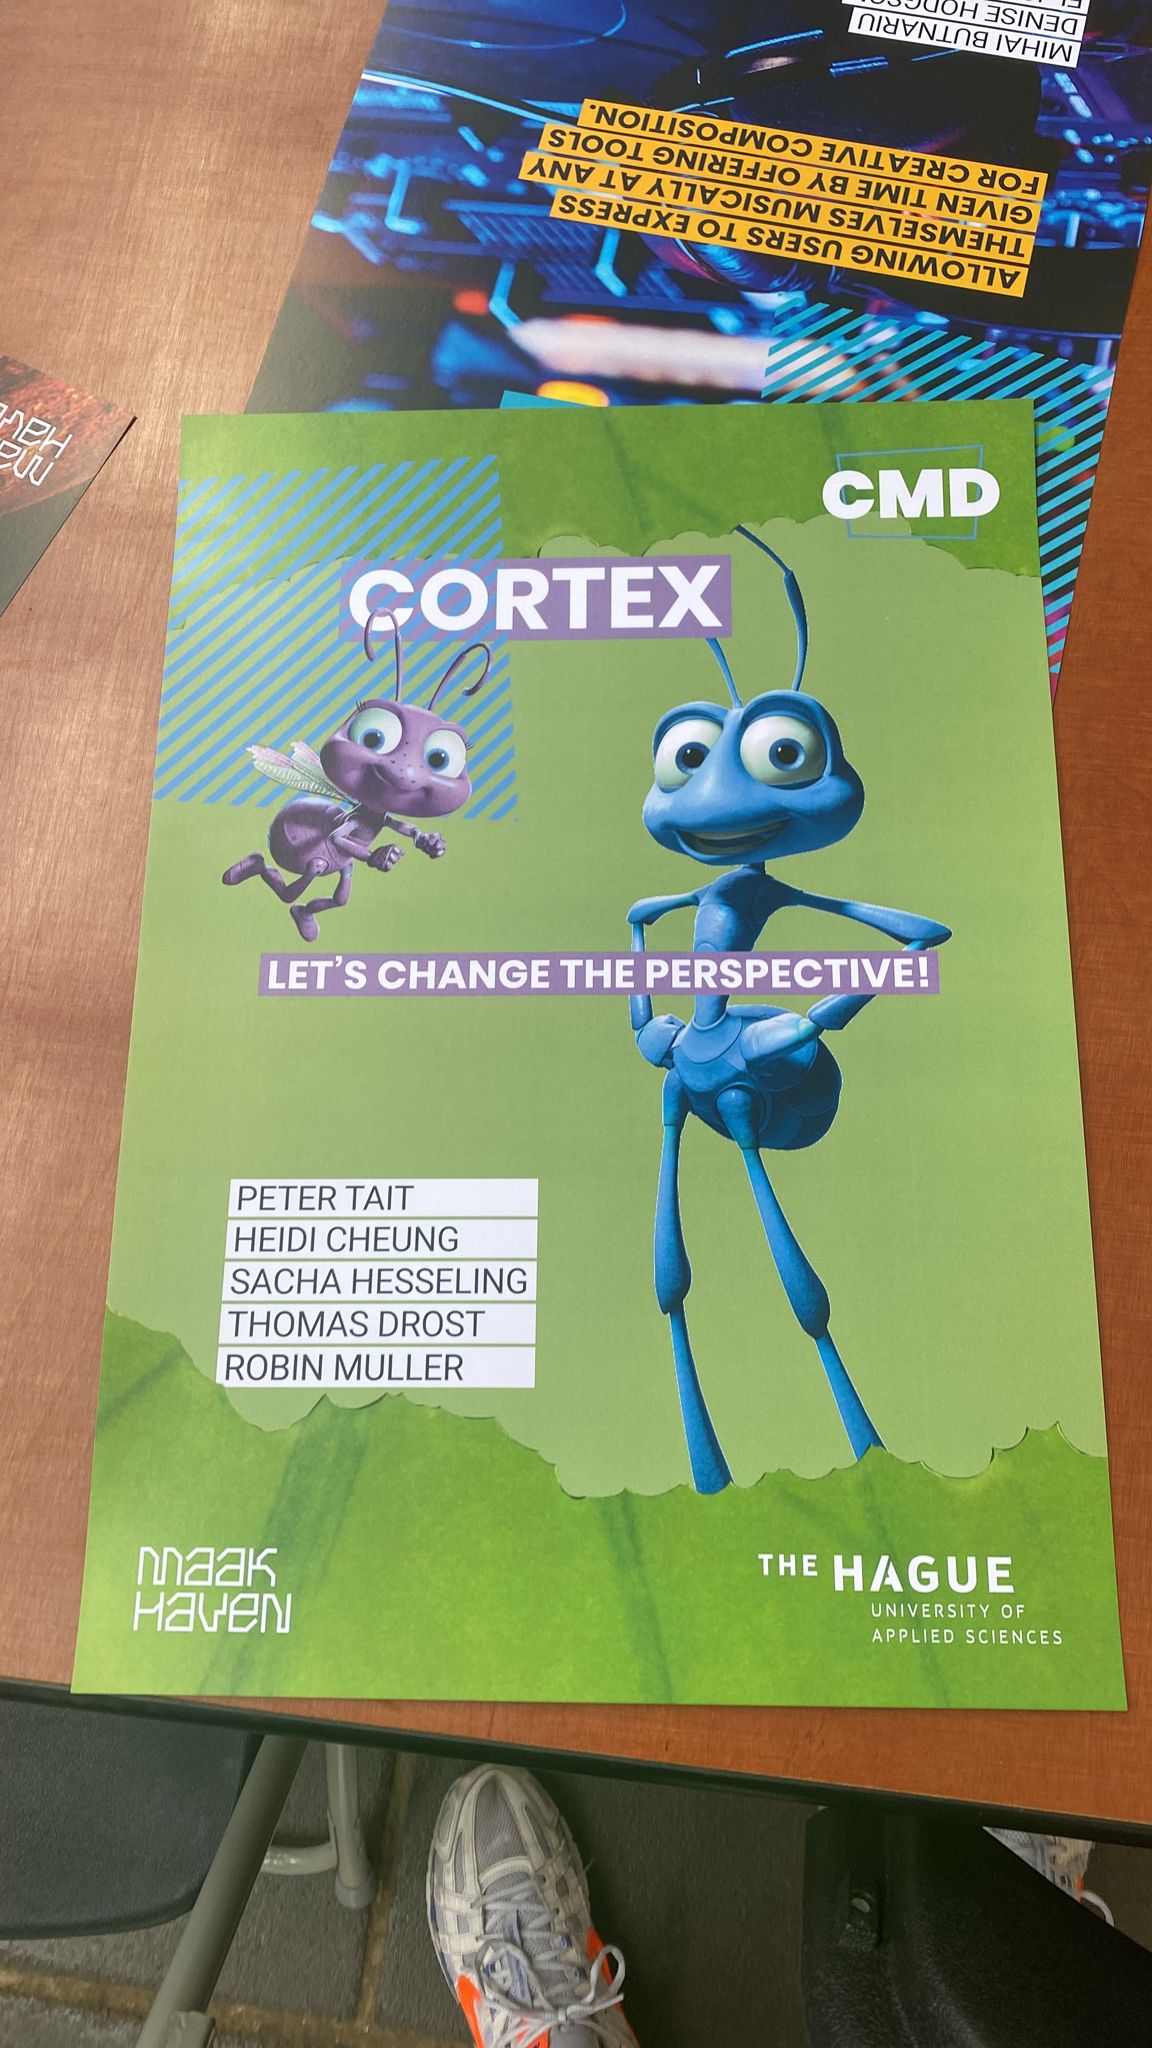 MIHAI BUTNARIU
DENISE
ALLOWING USERS TO EXPRESS
THEMSELVES MUSICALLY AT ANY
GIVEN TIME BY OFFERING TOOLS
FOR CREATIVE COMPOSITION.
CMD
CORTEX
LET'S CHANGE THE PERSPECTIVE!
PETER TAIT
HEIDI CHEUNG
SACHA HESSELING
THOMAS DROST
ROBIN MULLER
maak
Haven
THE HAGUE
UNIVERSITY OF
APPLIED SCIENCES